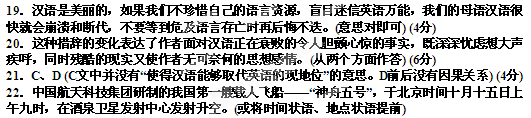 19．汉语是美丽的，如果我们不珍惜自己的语言资源，盲目迷信英语万能，我们的母语汉语很
快就会崩溃和断代，不要等到危及语言存亡时再后悔不迭。(意思对即可) (4分)
20．这种措辞的变化表达了作者面对汉语正在衰败的令人胆颤心惊的事实，既深深忧虑想大声
疾呼，同时残酷的现实又使作者无可奈何的思想感情。(从两个方面作答) (6分)
21．C、D (C文中并没有“使得汉语能够取代英语的现地位”的意思。D前后没有因果关系) (4分)
22．中国航天科技集团研制的我国第一艘载人飞船——“神舟五号”，于北京时间十月十五日上
午九时，在酒泉卫星发射中心发射升空。(或将时间状语、地点状语提前)